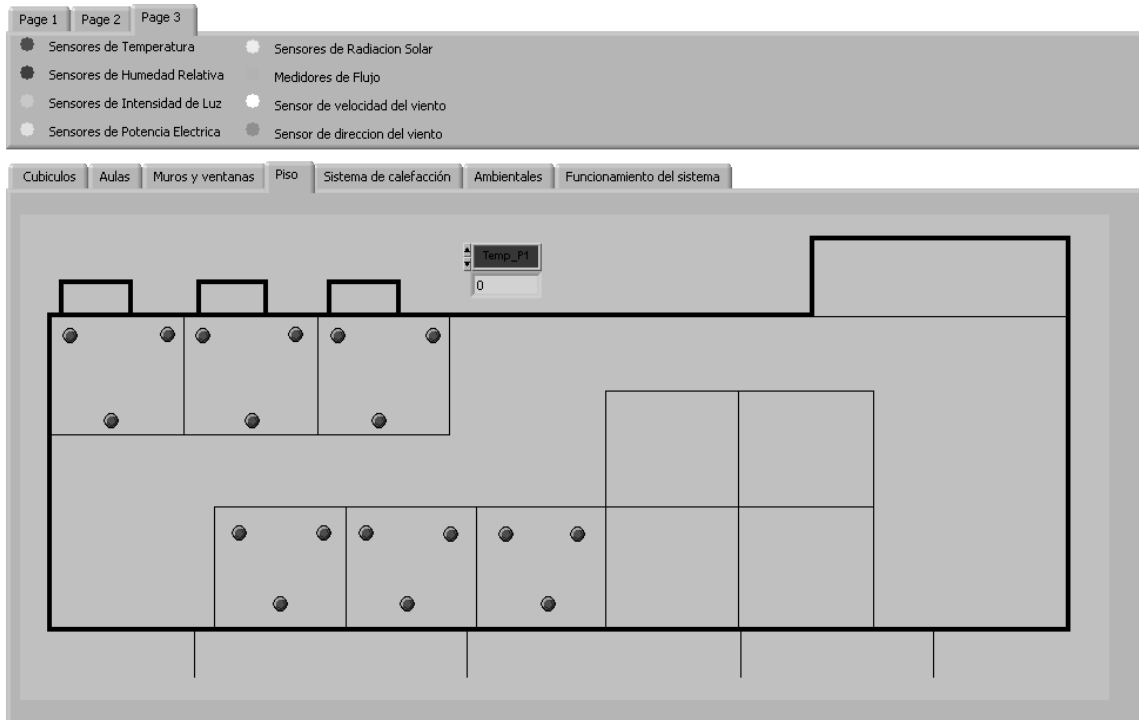 Page 1 Page 2 Page 3
Sensores de Temperatura Sensores de Radiacion Solar
Sensores de Humedad Relativa Medidores de Flujo
Sensores de Intensidad de Luz Sensor de velocidad del viento
Sensores de Potencia Electrica Sensor de direccion del viento
Cubiculos Aulas Muros y ventanas Piso Sistema de calefacción Ambientales Funcionamiento del sistema
Temp_P1
0